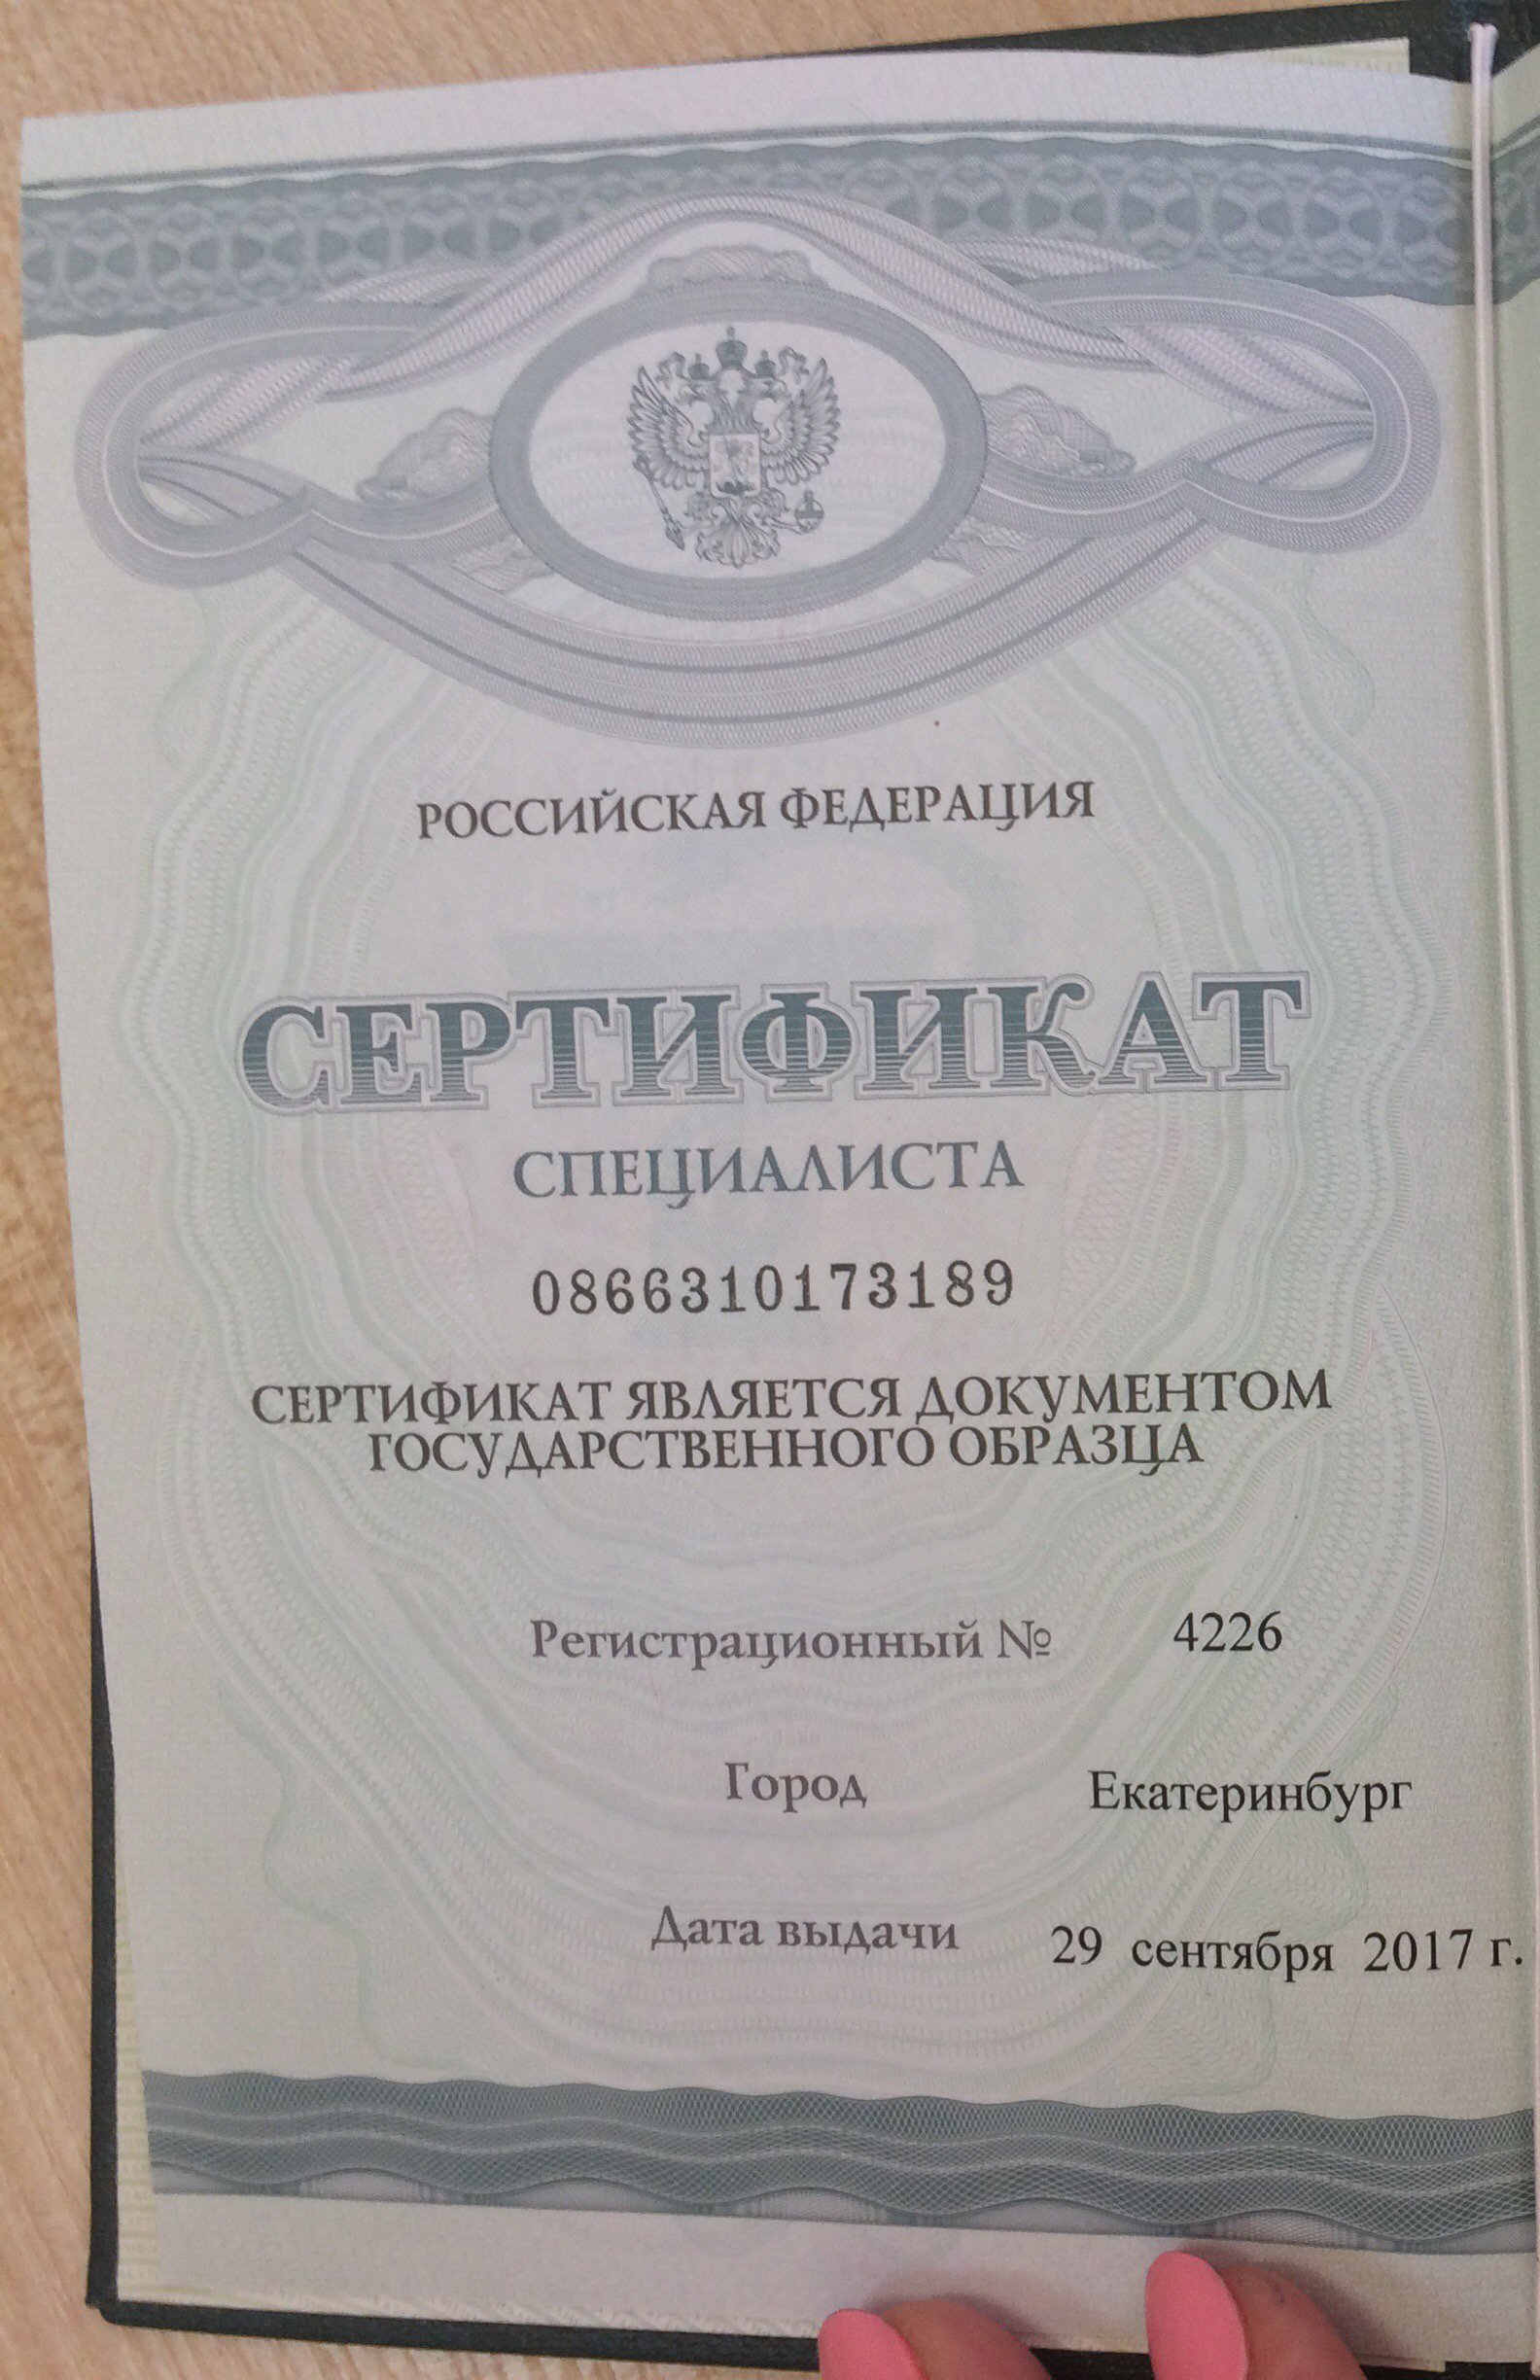 РОССИЙСКАЯ ФЕДЕРАЦИЯ
СЕРТИФИКАТ
СПЕЦИАЛИСТА
0866310173189
СЕРТИФИКАТ ЯВЛЯЕТСЯ ДОКУМЕНТОМ
ГОСУДАРСТВЕННОГО ОБРАЗЦА
Регистрационный № 4226
Город Екатеринбург
Дата выдачи 29 сентября 2017 г.